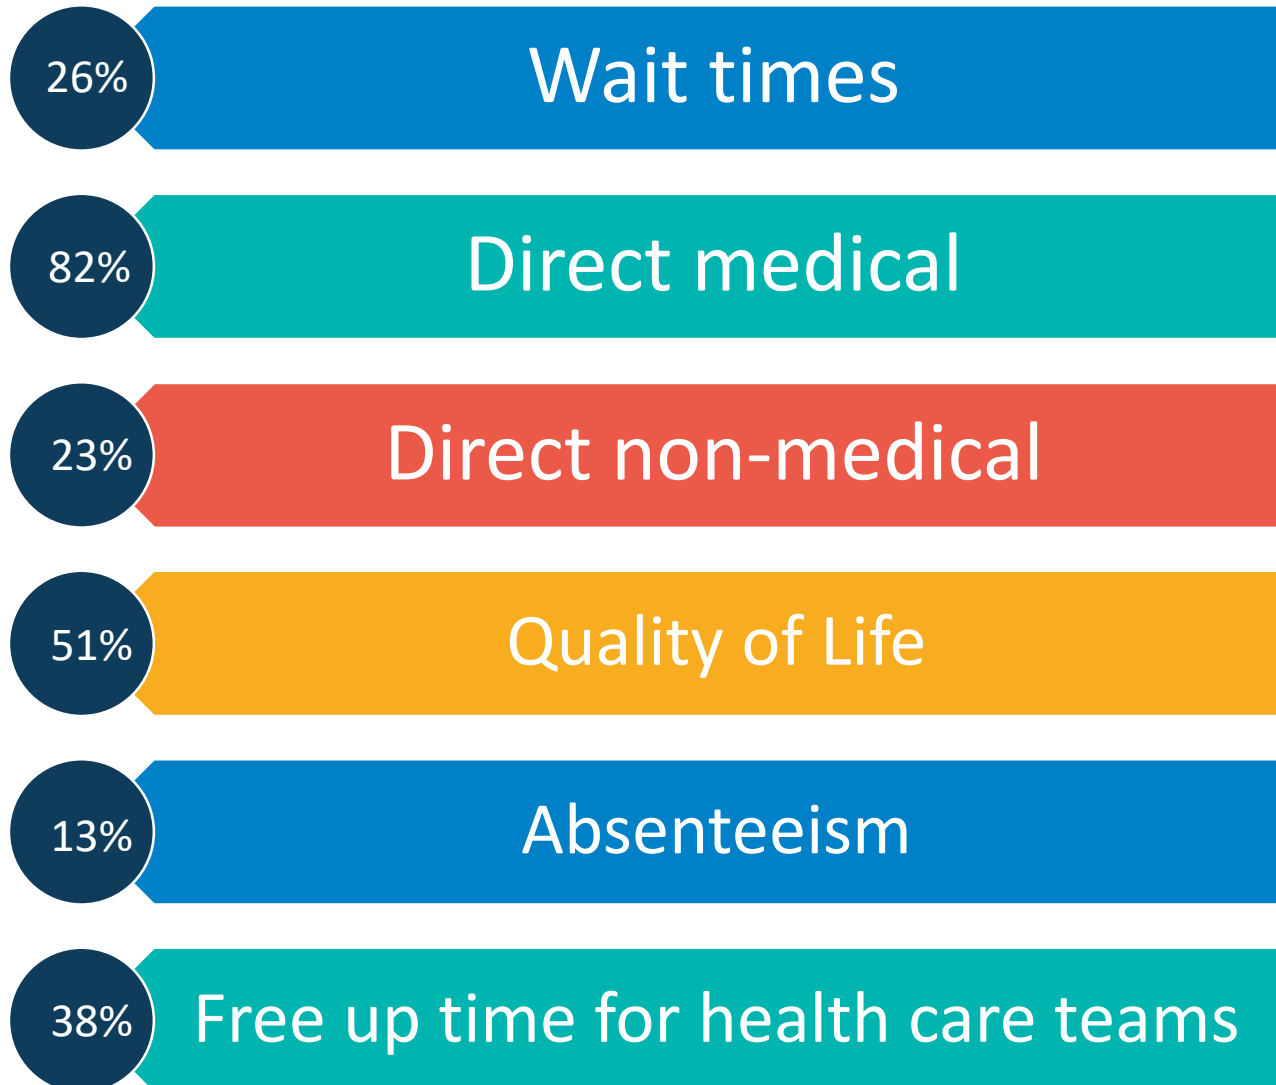 26% Wait times
82% Direct medical
23% Direct non-medical
51% Quality of Life
13% Absenteeism
38% Free up time for health care teams